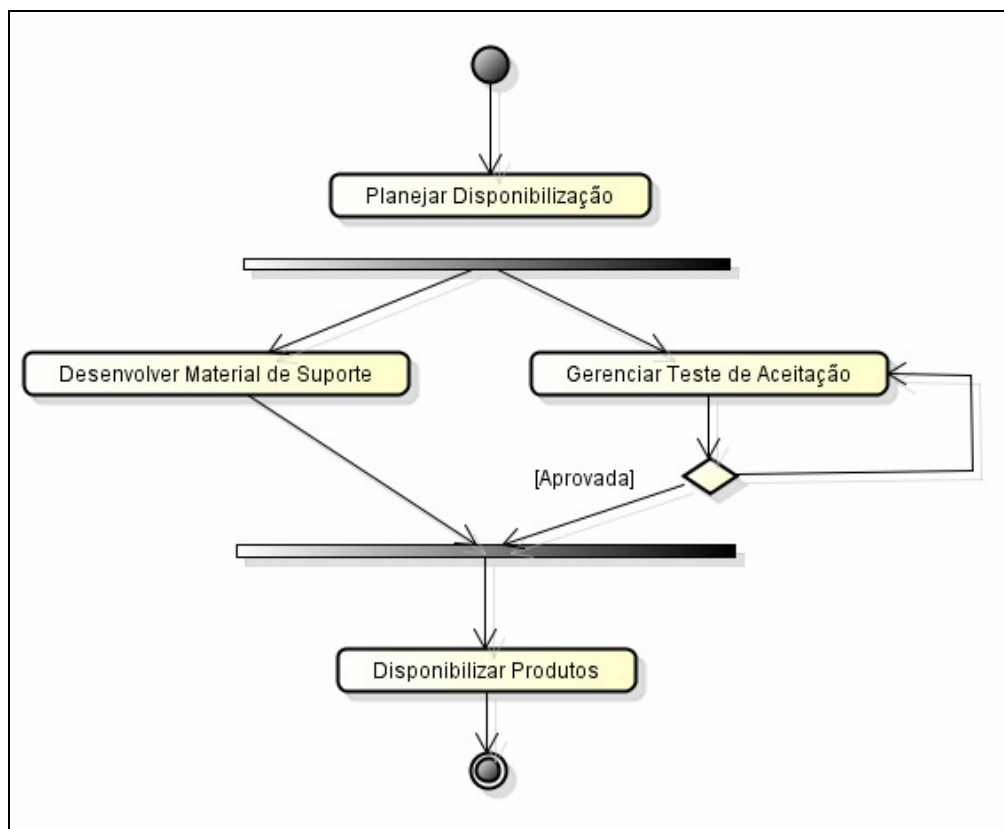 Planejar Disponibilização
Desenvolver Material de Suporte
Gerenciar Teste de Aceitação
[Aprovada]
Disponibilizar Produtos